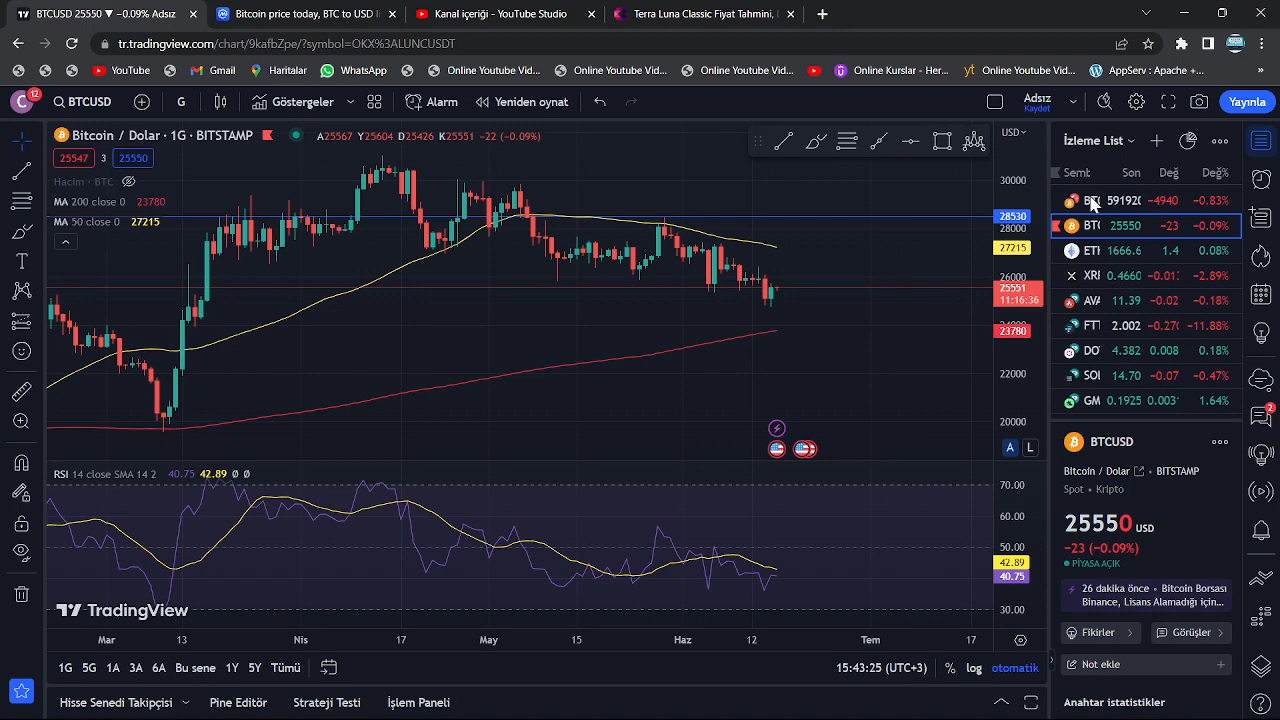 BTCUSD 25550 ▼ −0.09% Adsız
Bitcoin price today, BTC to USD li
Kanal içeriği - YouTube Studio
Terra Luna Classic Fiyat Tahmini,
tr.tradingview.com/chart/9kafbZpe/?symbol=OKX%3ALUNCUSDT
YouTube
Gmail
Haritalar
WhatsApp
Online Youtube Vid...
Online Youtube Vid...
Online Youtube Vid...
Online Kurslar - Her...
Online Youtube Vid...
AppServ : Apache +...
C 12
BTCUSD
G
Göstergeler
Alarm
Yeniden oynat
Adsız
Kaydet
Yayınla
Bitcoin / Dolar · 1G · BITSTAMP
A25567 Y25604 D25426 K25551 −22 (−0.09%)
25547 3 25550
Hacim · BTC
MA 200 close 0 23780
MA 50 close 0 27215
USD
30000
28530
28000
27215
26000
25551
11:16:36
23780
22000
20000
A L
RSI 14 close SMA 14 2 40.75 42.89 Ø Ø
70.00
60.00
50.00
42.89
40.75
30.00
TradingView
Mar 13 Nis 17 May 15 Haz 12 Tem 17
1G 5G 1A 3A 6A Bu sene 1Y 5Y Tümü
15:43:25 (UTC+3) % log otomatik
Hisse Senedi Takipçisi
Pine Editör
Strateji Testi
İşlem Paneli
İzleme List
Semt Son Değ Değ%
59192 −4940 −0.83%
BTC 25550 −23 −0.09%
ETH 1666.6 1.4 0.08%
XRI 0.4660 −0.01 −2.89%
AVA 11.39 −0.02 −0.18%
FTT 2.002 −0.27 −11.88%
DO 4.382 0.008 0.18%
SOI 14.70 −0.07 −0.47%
GM 0.1925 0.003 1.64%
BTCUSD
Bitcoin / Dolar • BITSTAMP
Spot • Kripto
25550 USD
−23 (−0.09%)
PİYASA AÇIK
26 dakika önce • Bitcoin Borsası
Binance, Lisans Alamadığı için...
Fikirler
Görüşler
Not ekle
Anahtar istatistikler
2